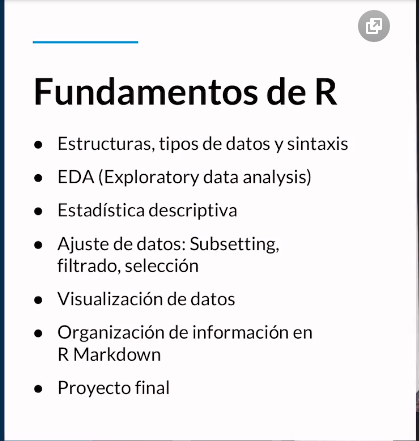 Fundamentos de R
● Estructuras, tipos de datos y sintaxis
● EDA (Exploratory data analysis)
● Estadística descriptiva
● Ajuste de datos: Subsetting,
filtrado, selección
● Visualización de datos
● Organización de información en
R Markdown
● Proyecto final